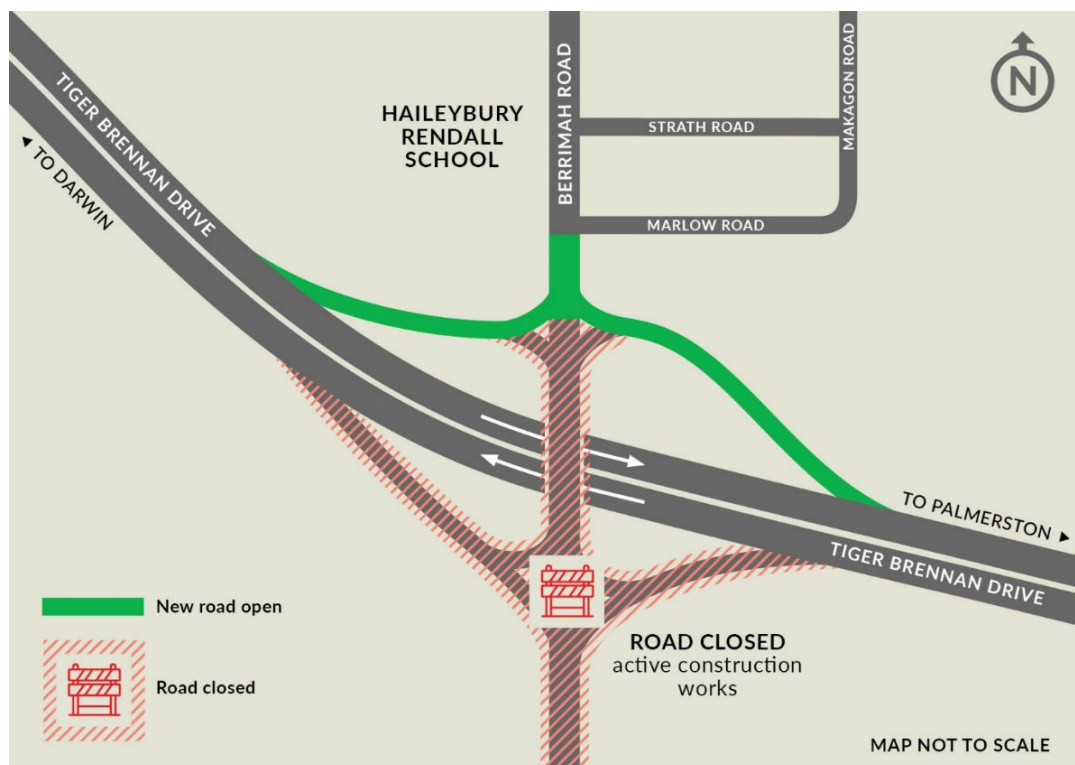 TIGER BRENNAN DRIVE
◄ TO DARWIN
HAILEYBURY
RENDALL
SCHOOL
BERRIMAH ROAD
STRATH ROAD
MAKAGON ROAD
MARLOW ROAD
N
TO PALMERSTON ►
TIGER BRENNAN DRIVE
ROAD CLOSED
active construction
works
New road open
Road closed
MAP NOT TO SCALE